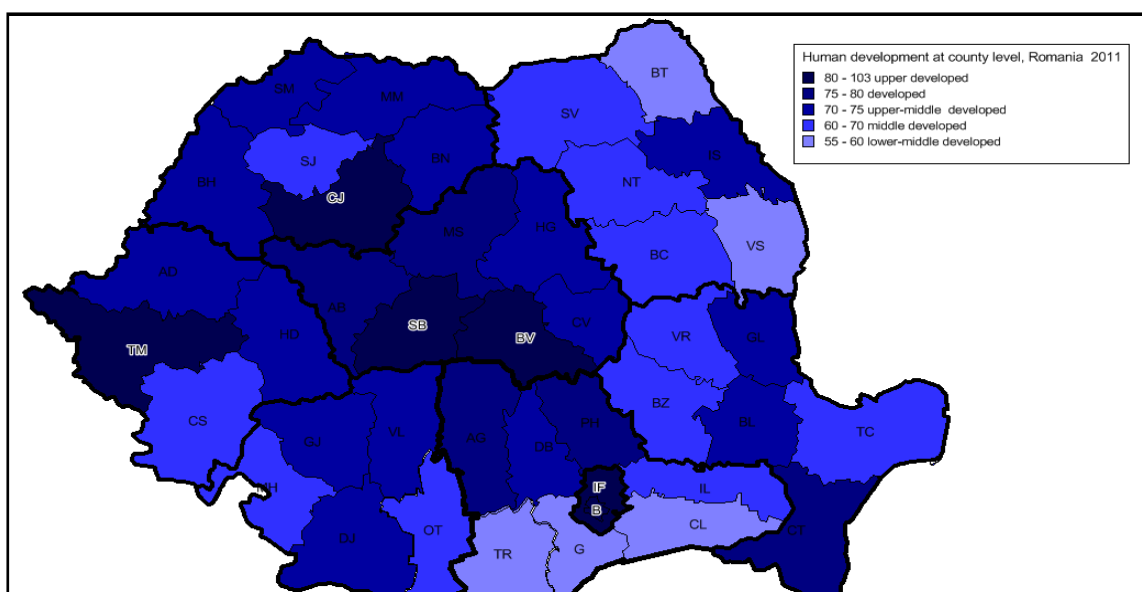 Human development at county level, Romania 2011
80 - 103 upper developed
75 - 80 developed
70 - 75 upper-middle developed
60 - 70 middle developed
55 - 60 lower-middle developed
BT
SM
MM
SV
SJ
BN
IS
BH
NT
CJ
MS
HG
BC
VS
AD
AB
SB
BV
CV
HD
TM
VR
GL
CS
BZ
BL
TC
GJ
VL
AG
DB
PH
MH
IF
IL
B
DJ
OT
CL
CT
TR
G